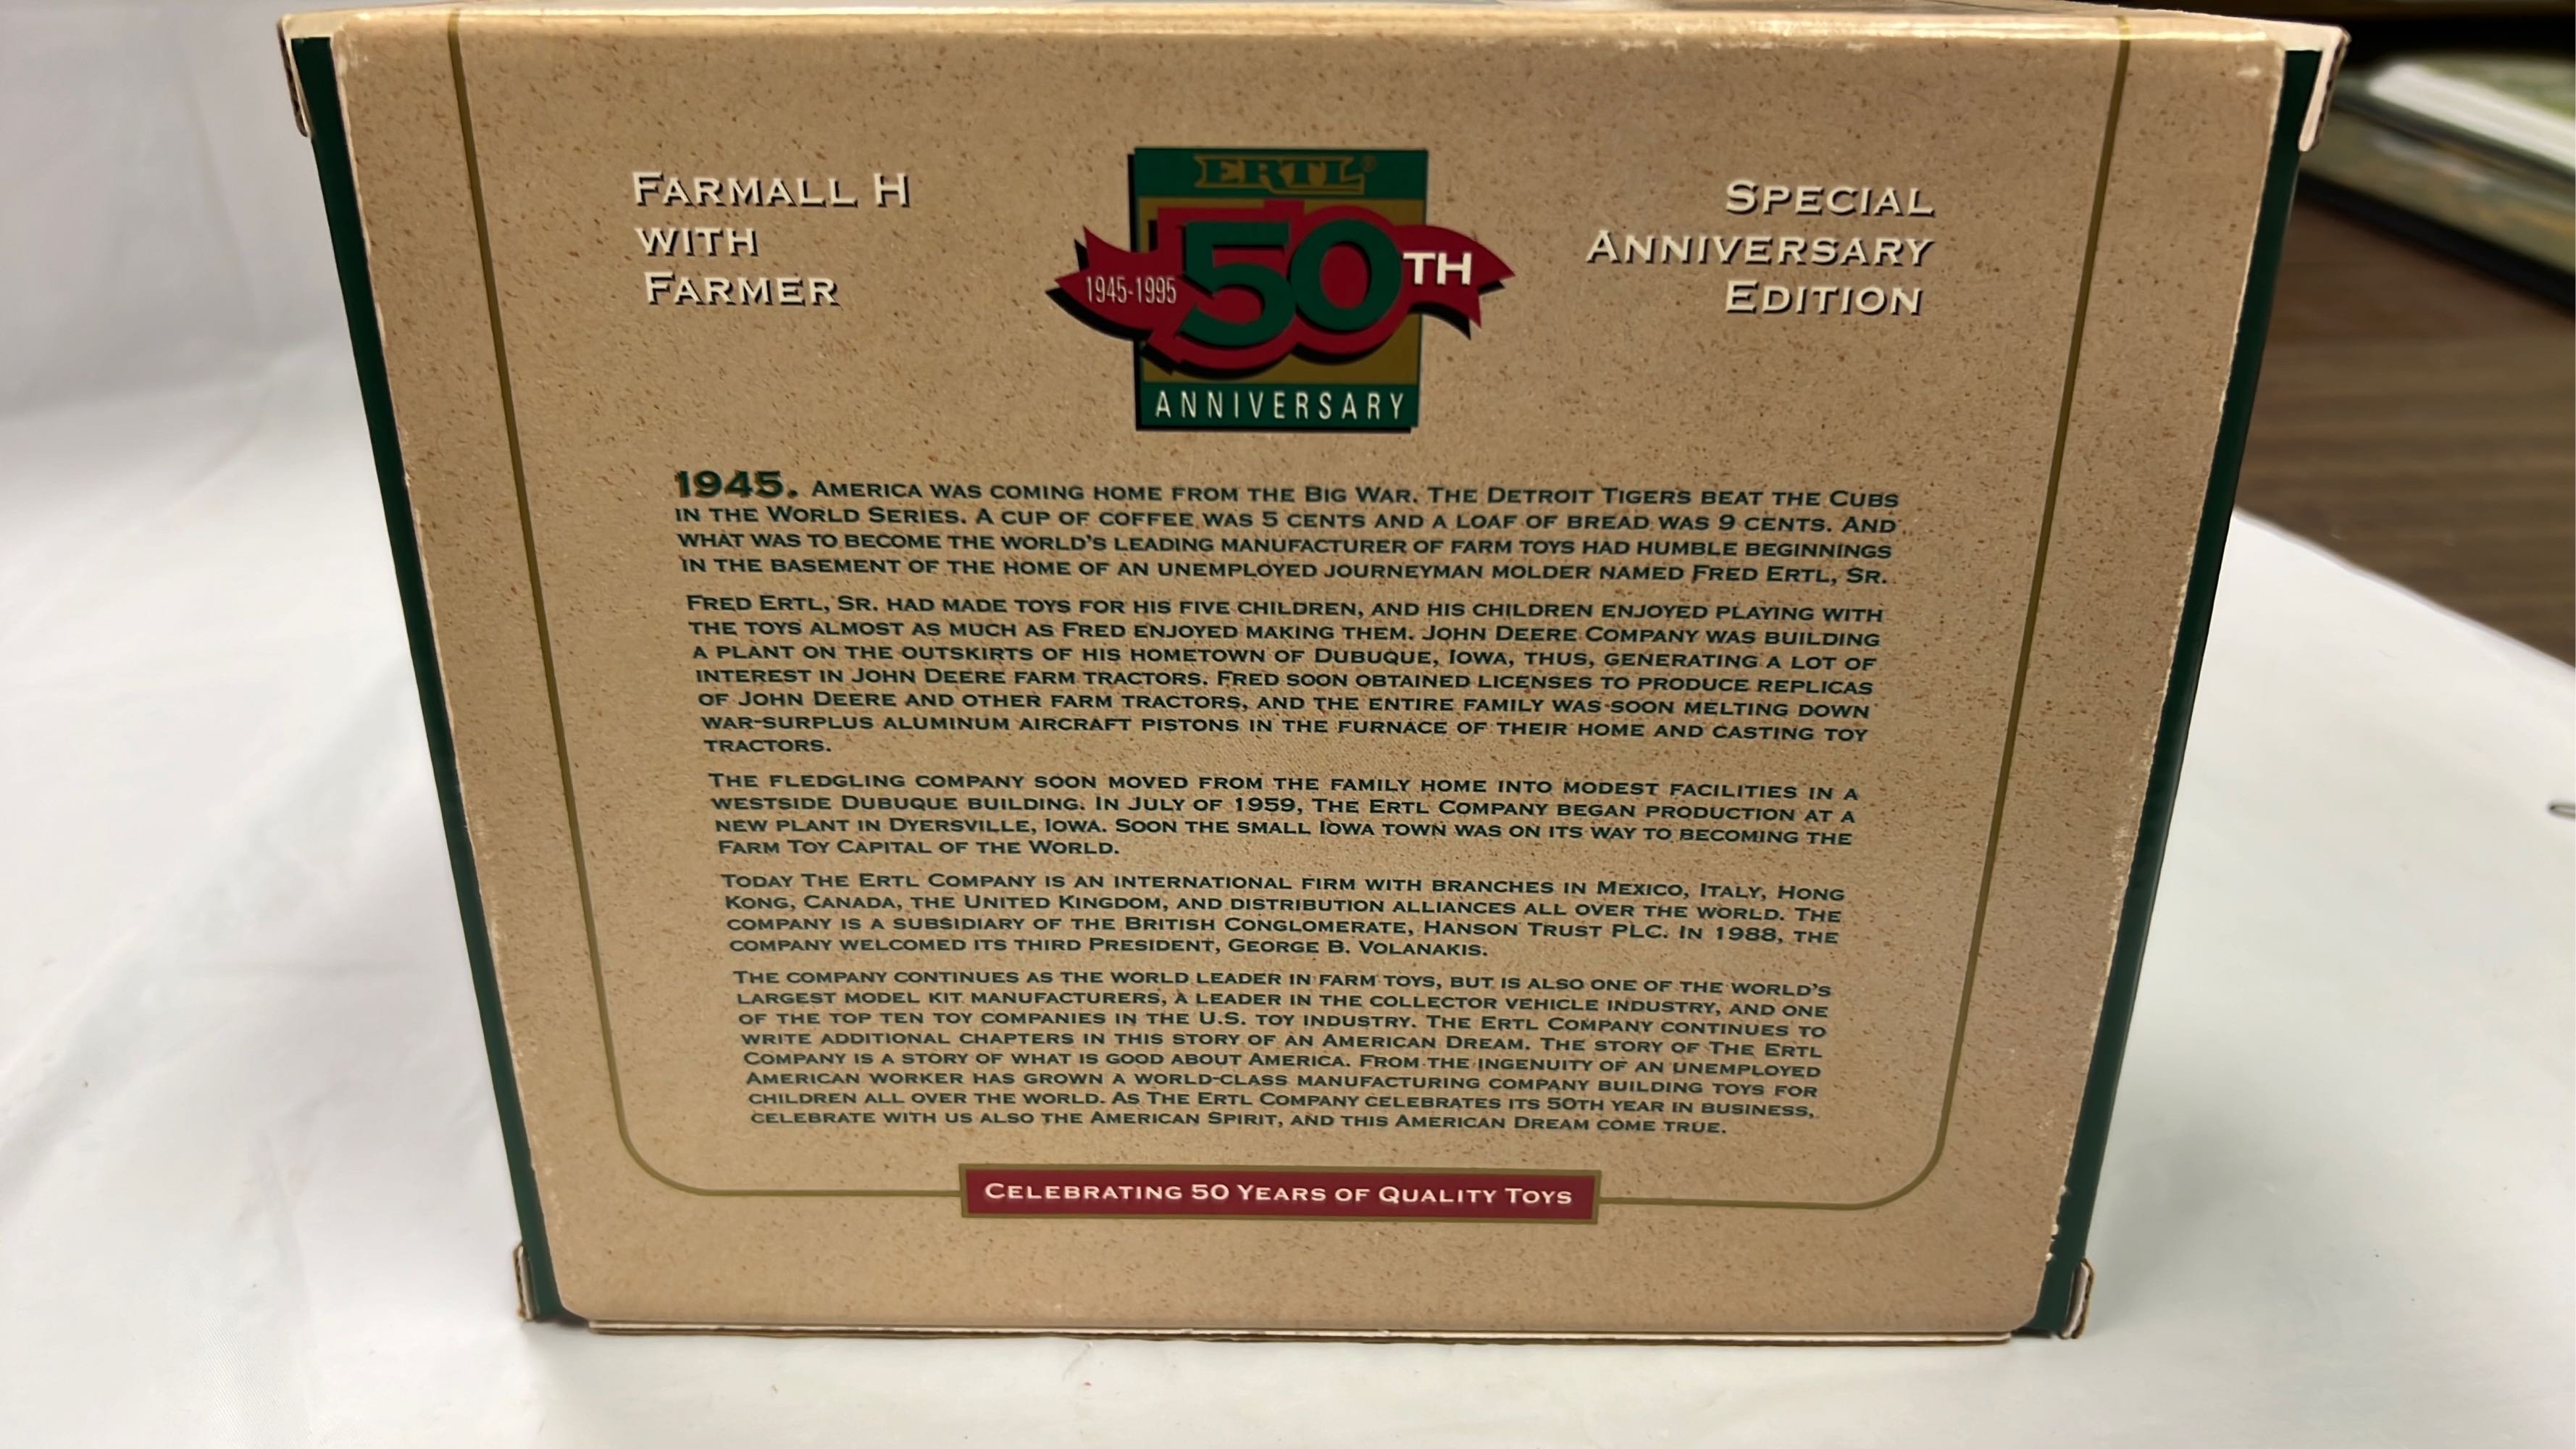 FARMALL H
WITH
FARMER
ERTL®
1945-1995 50TH
ANNIVERSARY
SPECIAL
ANNIVERSARY
EDITION
1945. AMERICA WAS COMING HOME FROM THE BIG WAR. THE DETROIT TIGERS BEAT THE CUBS
IN THE WORLD SERIES. A CUP OF COFFEE WAS 5 CENTS AND A LOAF OF BREAD WAS 9 CENTS. AND
WHAT WAS TO BECOME THE WORLD'S LEADING MANUFACTURER OF FARM TOYS HAD HUMBLE BEGINNINGS
IN THE BASEMENT OF THE HOME OF AN UNEMPLOYED JOURNEYMAN MOLDER NAMED FRED ERTL, SR.
FRED ERTL, SR. HAD MADE TOYS FOR HIS FIVE CHILDREN, AND HIS CHILDREN ENJOYED PLAYING WITH
THE TOYS ALMOST AS MUCH AS FRED ENJOYED MAKING THEM. JOHN DEERE COMPANY WAS BUILDING
A PLANT ON THE OUTSKIRTS OF HIS HOMETOWN OF DUBUQUE, IOWA, THUS, GENERATING A LOT OF
INTEREST IN JOHN DEERE FARM TRACTORS. FRED SOON OBTAINED LICENSES TO PRODUCE REPLICAS
OF JOHN DEERE AND OTHER FARM TRACTORS, AND THE ENTIRE FAMILY WAS SOON MELTING DOWN
WAR-SURPLUS ALUMINUM AIRCRAFT PISTONS IN THE FURNACE OF THEIR HOME AND CASTING TOY
TRACTORS.
THE FLEDGLING COMPANY SOON MOVED FROM THE FAMILY HOME INTO MODEST FACILITIES IN A
WESTSIDE DUBUQUE BUILDING. IN JULY OF 1959, THE ERTL COMPANY BEGAN PRODUCTION AT A
NEW PLANT IN DYERSVILLE, IOWA. SOON THE SMALL IOWA TOWN WAS ON ITS WAY TO BECOMING THE
FARM TOY CAPITAL OF THE WORLD.
TODAY THE ERTL COMPANY IS AN INTERNATIONAL FIRM WITH BRANCHES IN MEXICO, ITALY, HONG
KONG, CANADA, THE UNITED KINGDOM, AND DISTRIBUTION ALLIANCES ALL OVER THE WORLD. THE
COMPANY IS A SUBSIDIARY OF THE BRITISH CONGLOMERATE, HANSON TRUST PLC. IN 1988, THE
COMPANY WELCOMED ITS THIRD PRESIDENT, GEORGE B. VOLANAKIS.
THE COMPANY CONTINUES AS THE WORLD LEADER IN FARM TOYS, BUT IS ALSO ONE OF THE WORLD'S
LARGEST MODEL KIT MANUFACTURERS, A LEADER IN THE COLLECTOR VEHICLE INDUSTRY, AND ONE
OF THE TOP TEN TOY COMPANIES IN THE U.S. TOY INDUSTRY. THE ERTL COMPANY CONTINUES TO
WRITE ADDITIONAL CHAPTERS IN THIS STORY OF AN AMERICAN DREAM. THE STORY OF THE ERTL
COMPANY IS A STORY OF WHAT IS GOOD ABOUT AMERICA. FROM THE INGENUITY OF AN UNEMPLOYED
AMERICAN WORKER HAS GROWN A WORLD-CLASS MANUFACTURING COMPANY BUILDING TOYS FOR
CHILDREN ALL OVER THE WORLD. AS THE ERTL COMPANY CELEBRATES ITS 50TH YEAR IN BUSINESS,
CELEBRATE WITH US ALSO THE AMERICAN SPIRIT, AND THIS AMERICAN DREAM COME TRUE.
CELEBRATING 50 YEARS OF QUALITY TOYS